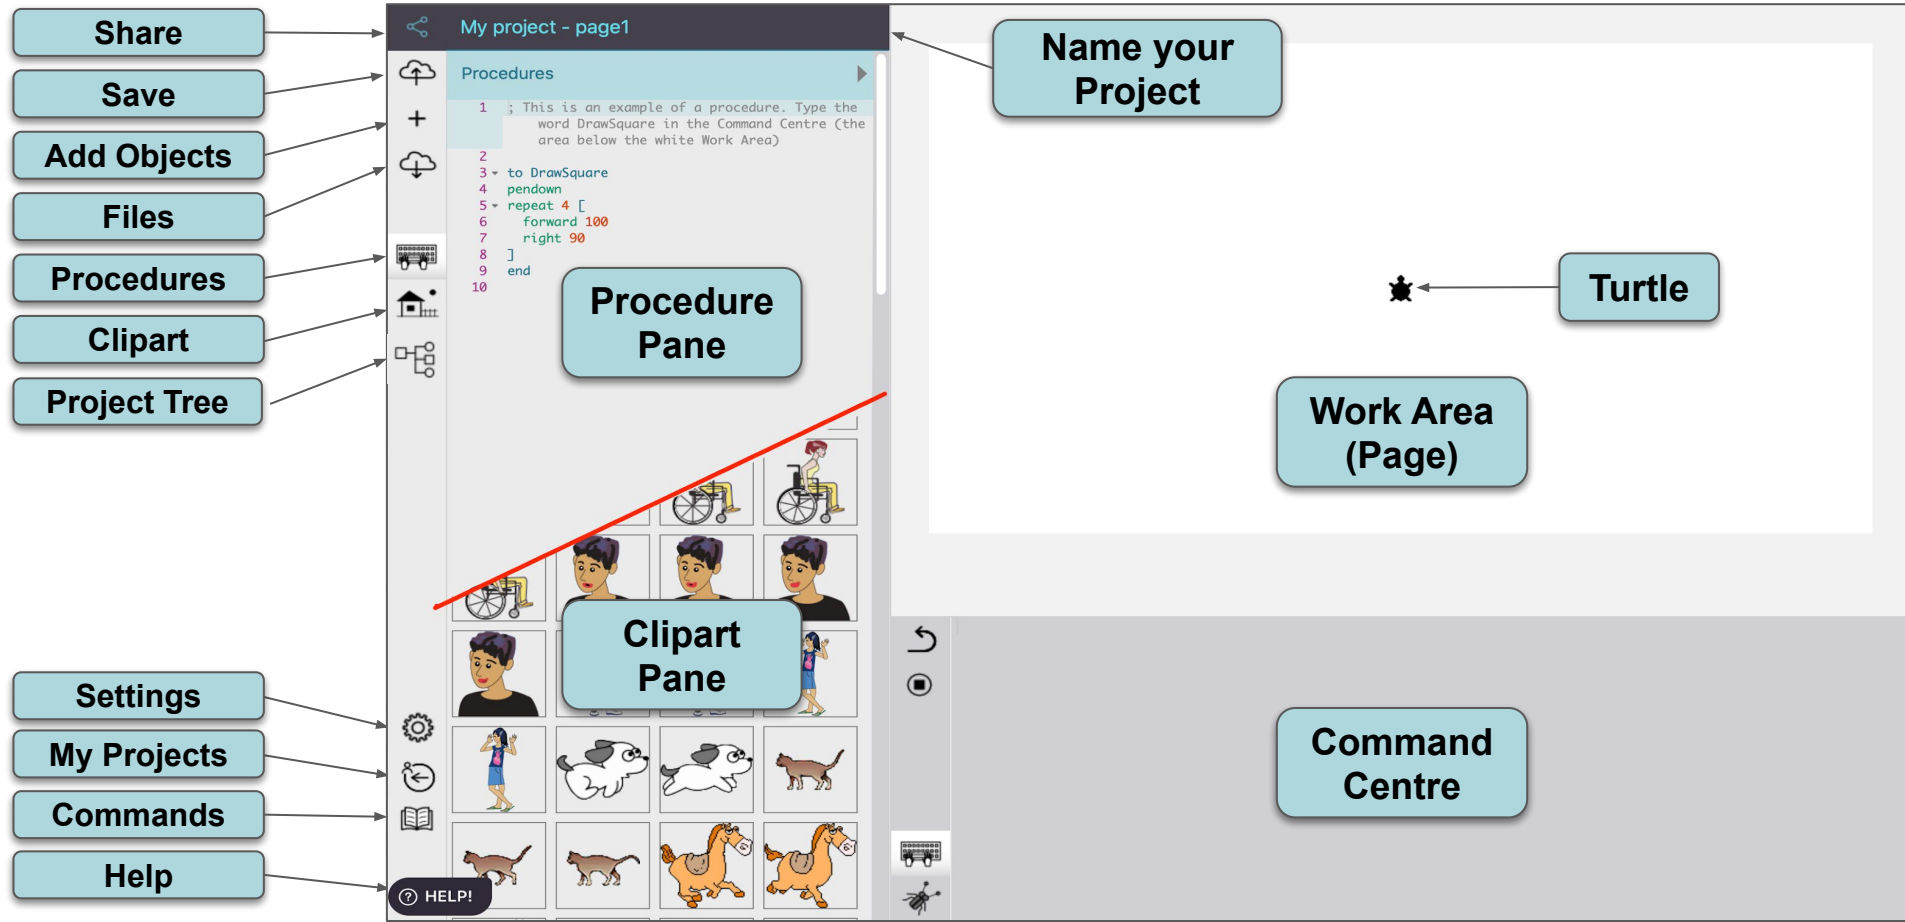 Share
Save
Add Objects
Files
Procedures
Clipart
Project Tree
Settings
My Projects
Commands
Help
My project - page1
Procedures
1 ; This is an example of a procedure. Type the
word DrawSquare in the Command Centre (the
area below the white Work Area)
2
3 to DrawSquare
4 pendown
5 repeat 4 [
6 forward 100
7 right 90
8 ]
9 end
10
Procedure
Pane
Clipart
Pane
? HELP!
Name your
Project
Turtle
Work Area
(Page)
Command
Centre